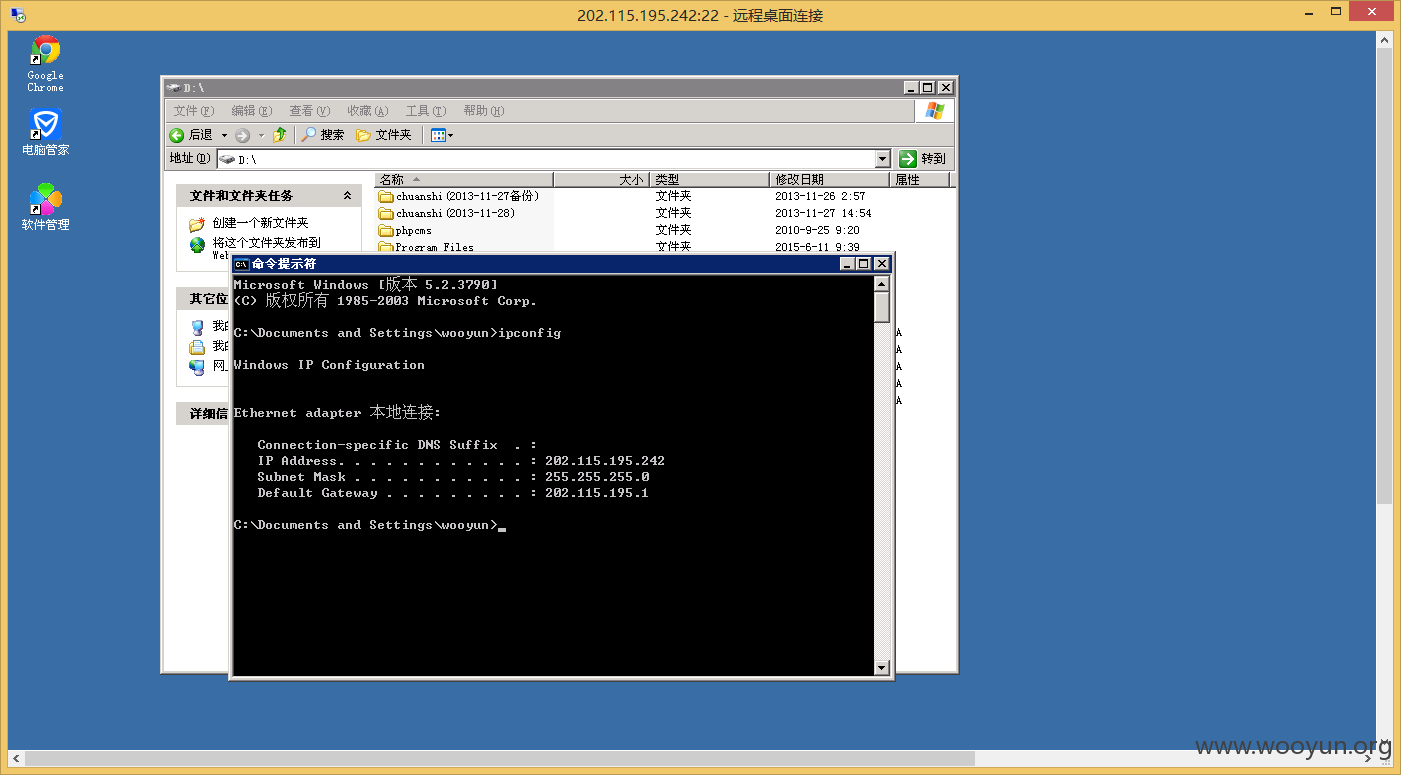 202.115.195.242:22 - 远程桌面连接
Google
Chrome
电脑管家
软件管理
D:\
文件(F) 编辑(E) 查看(V) 收藏(A) 工具(T) 帮助(H)
后退 搜索 文件夹
地址(D) D:\ 转到
文件和文件夹任务
创建一个新文件夹
将这个文件夹发布到
Web
其它位
我的
我的
网上
详细信
名称 大小 类型 修改日期 属性
chuanshi(2013-11-27备份) 文件夹 2013-11-26 2:57
chuanshi(2013-11-28) 文件夹 2013-11-27 14:54
phpcms 文件夹 2010-9-25 9:20
Program Files 文件夹 2015-6-11 9:39
A
A
A
A
A
命令提示符
Microsoft Windows [版本 5.2.3790]
(C) 版权所有 1985-2003 Microsoft Corp.
C:\Documents and Settings\wooyun>ipconfig
Windows IP Configuration
Ethernet adapter 本地连接:
Connection-specific DNS Suffix . :
IP Address. . . . . . . . . . . . : 202.115.195.242
Subnet Mask . . . . . . . . . . . : 255.255.255.0
Default Gateway . . . . . . . . . : 202.115.195.1
C:\Documents and Settings\wooyun>
www.wooyun.org